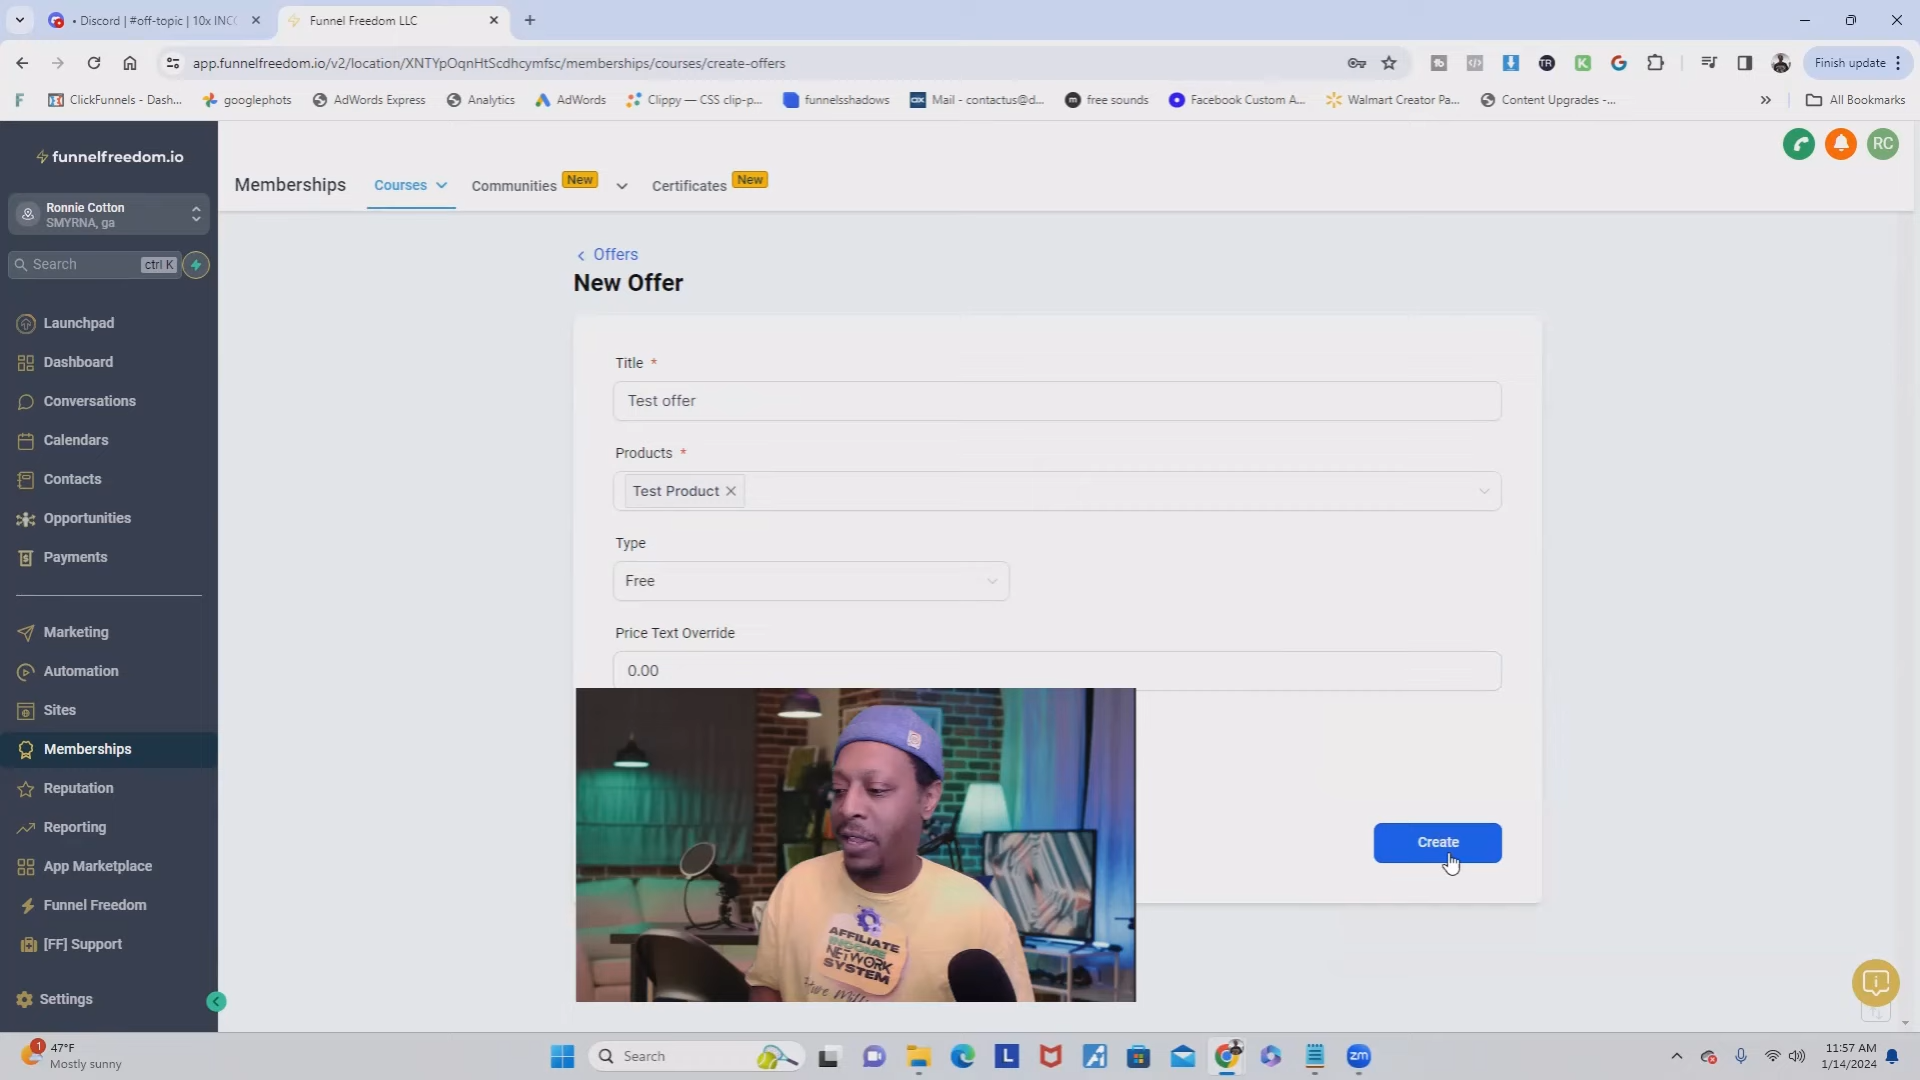 Discord | #off-topic | 10x INC
Funnel Freedom LLC
app.funnelfreedom.io/v2/location/XNTYpOqnHtScdhcymfsc/memberships/courses/create-offers
Finish update
ClickFunnels - Dash...
googlephots
AdWords Express
Analytics
AdWords
Clippy — CSS clip-p...
funnelsshadows
Mail - contactus@d...
free sounds
Facebook Custom A...
Walmart Creator Pa...
Content Upgrades -...
All Bookmarks
funnelfreedom.io
RC
Memberships
Courses
Communities New
Certificates New
Ronnie Cotton
SMYRNA, ga
Search ctrl K
Launchpad
Dashboard
Conversations
Calendars
Contacts
Opportunities
Payments
Marketing
Automation
Sites
Memberships
Reputation
Reporting
App Marketplace
Funnel Freedom
[FF] Support
Settings
Offers
New Offer
Title *
Test offer
Products *
Test Product
Type
Free
Price Text Override
0.00
Create
AFFILIATE
INCOME
NETWORK
SYSTEM
1
47°F
Mostly sunny
Search
L
zm
11:57 AM
1/14/2024